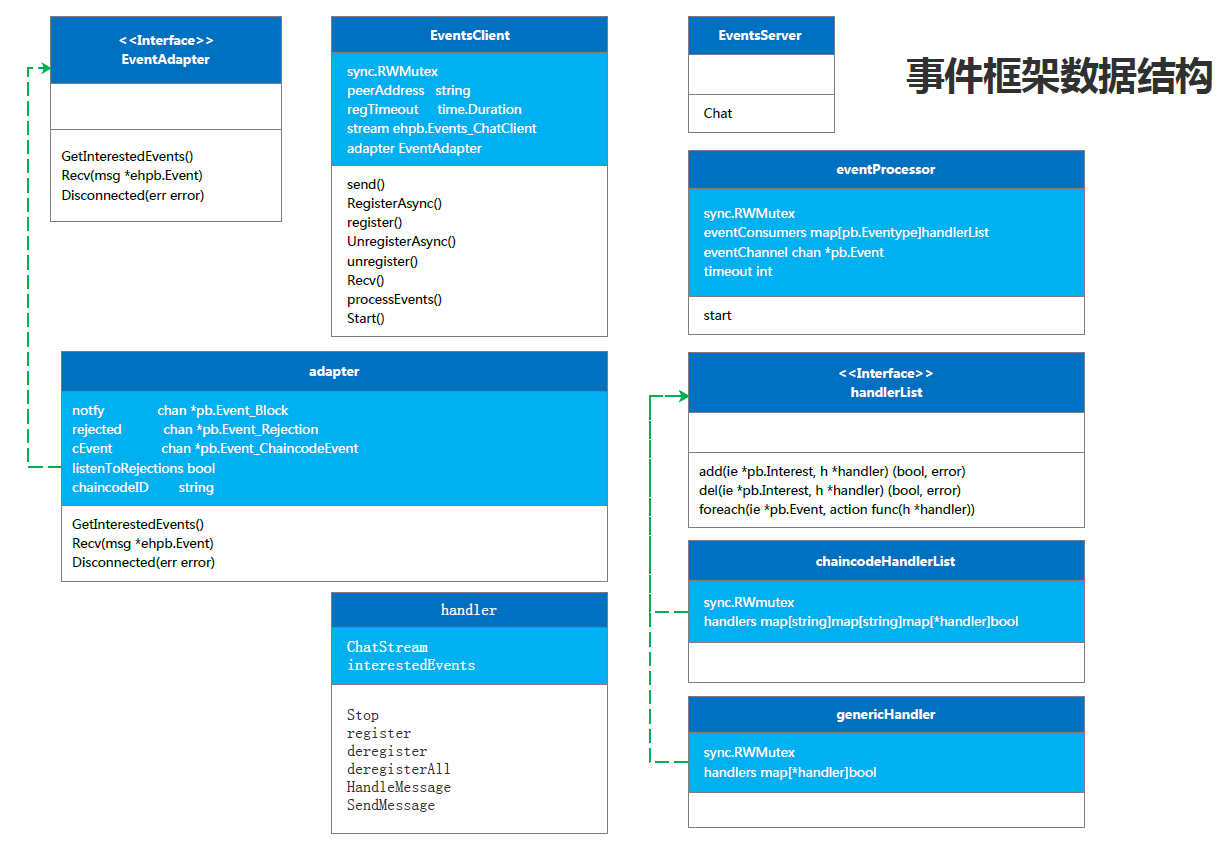 事件框架数据结构
<<Interface>>
EventAdapter
GetInterestedEvents()
Recv(msg *ehpb.Event)
Disconnected(err error)
EventsClient
sync.RWMutex
peerAddress string
regTimeout time.Duration
stream ehpb.Events_ChatClient
adapter EventAdapter
send()
RegisterAsync()
register()
UnregisterAsync()
unregister()
Recv()
processEvents()
Start()
adapter
notfy chan *pb.Event_Block
rejected chan *pb.Event_Rejection
cEvent chan *pb.Event_ChaincodeEvent
listenToRejections bool
chaincodeID string
GetInterestedEvents()
Recv(msg *ehpb.Event)
Disconnected(err error)
handler
ChatStream
interestedEvents
Stop
register
deregister
deregisterAll
HandleMessage
SendMessage
EventsServer
Chat
eventProcessor
sync.RWMutex
eventConsumers map[pb.Eventype]handlerList
eventChannel chan *pb.Event
timeout int
start
<<Interface>>
handlerList
add(ie *pb.Interest, h *handler) (bool, error)
del(ie *pb.Interest, h *handler) (bool, error)
foreach(ie *pb.Event, action func(h *handler))
chaincodeHandlerList
sync.RWmutex
handlers map[string]map[string]map[*handler]bool
genericHandler
sync.RWMutex
handlers map[*handler]bool